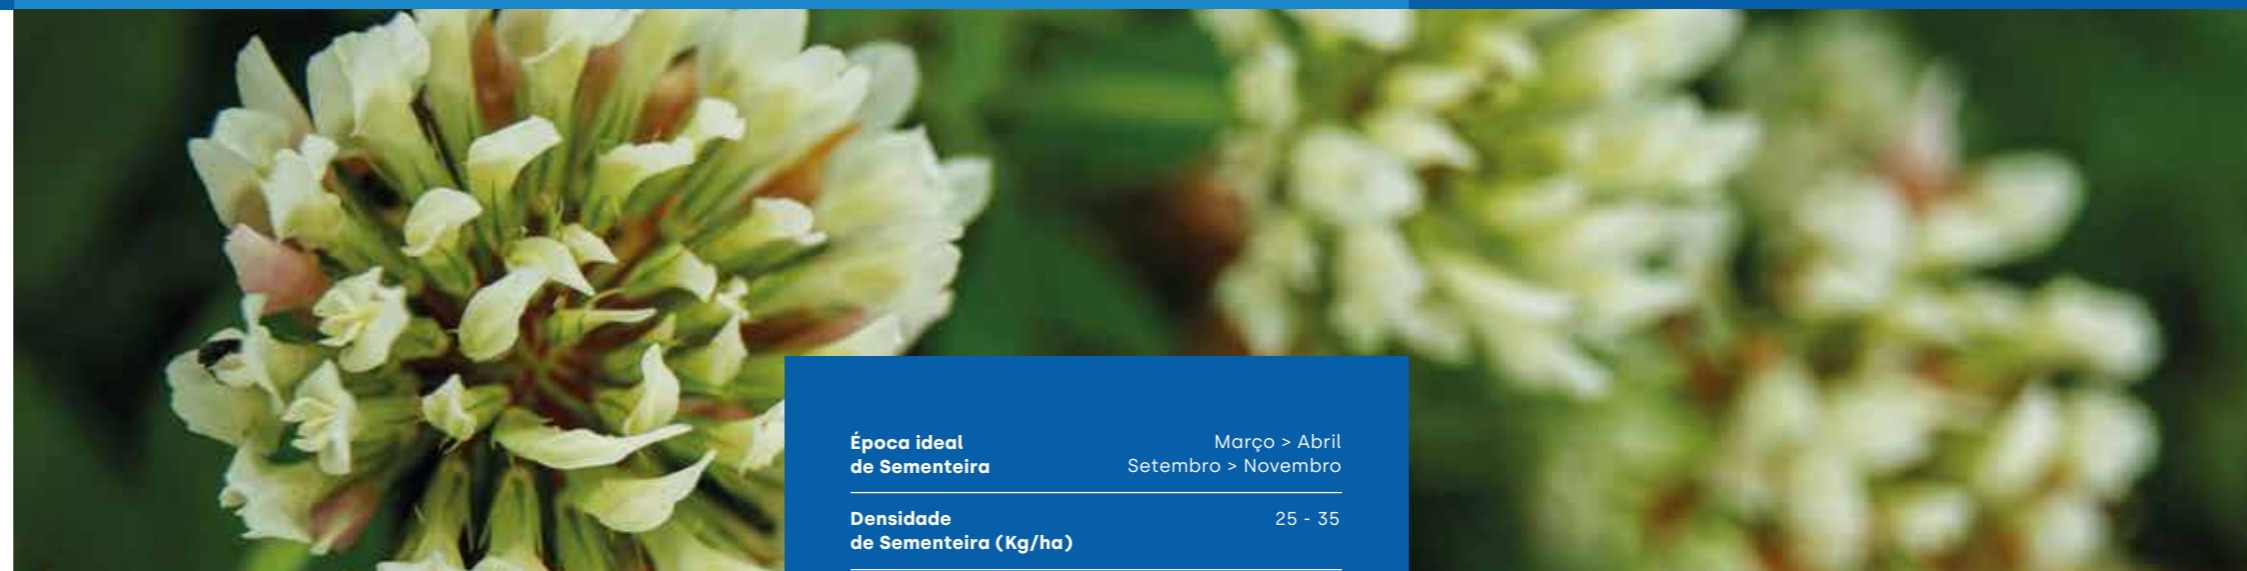 Época ideal
de Sementeira
Março > Abril
Setembro > Novembro
Densidade
de Sementeira (Kg/ha)
25 - 35